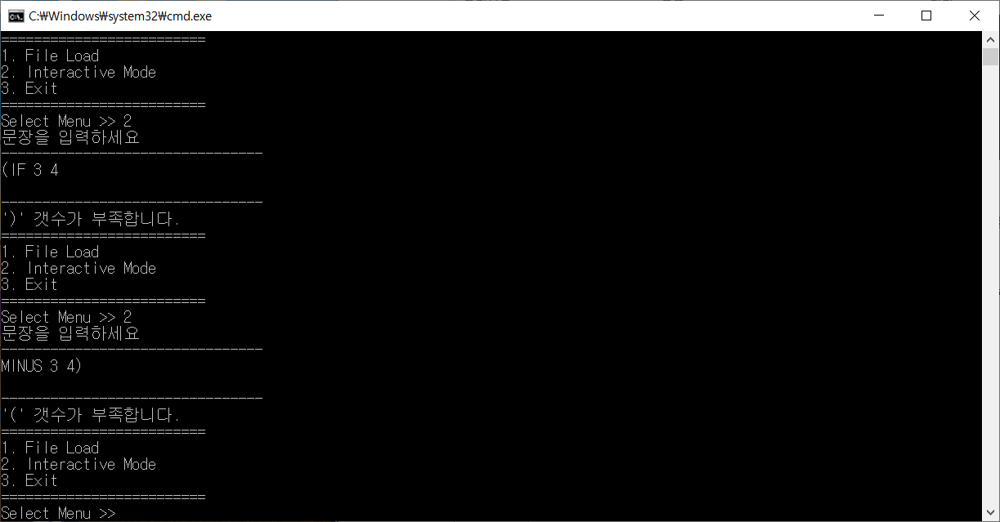 C:\Windows\system32\cmd.exe
=========================
1. File Load
2. Interactive Mode
3. Exit
=========================
Select Menu >> 2
문장을 입력하세요
--------------------------------
(IF 3 4
--------------------------------
')' 갯수가 부족합니다.
=========================
1. File Load
2. Interactive Mode
3. Exit
=========================
Select Menu >> 2
문장을 입력하세요
--------------------------------
MINUS 3 4)
--------------------------------
'(' 갯수가 부족합니다.
=========================
1. File Load
2. Interactive Mode
3. Exit
=========================
Select Menu >>